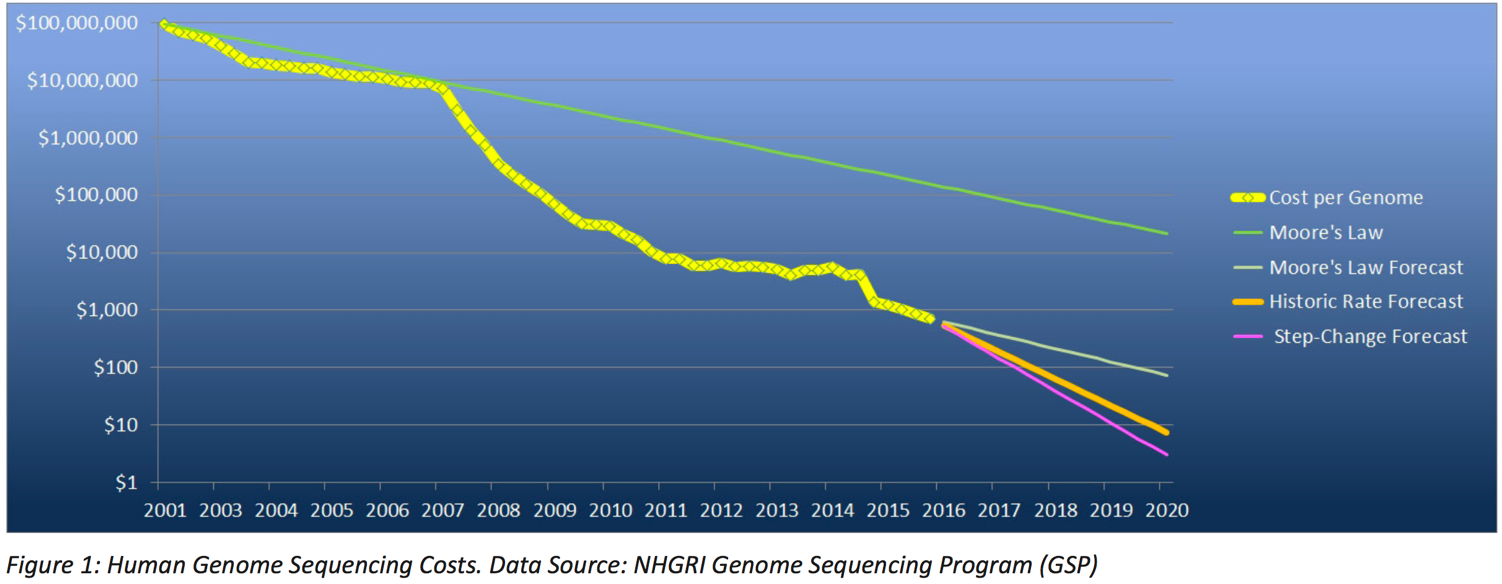 $100,000,000
$10,000,000
$1,000,000
$100,000
$10,000
$1,000
$100
$10
$1
2001 2003 2004 2005 2006 2007 2008 2009 2010 2011 2012 2013 2014 2015 2016 2017 2018 2019 2020
Cost per Genome
Moore's Law
Moore's Law Forecast
Historic Rate Forecast
Step-Change Forecast
Figure 1: Human Genome Sequencing Costs. Data Source: NHGRI Genome Sequencing Program (GSP)